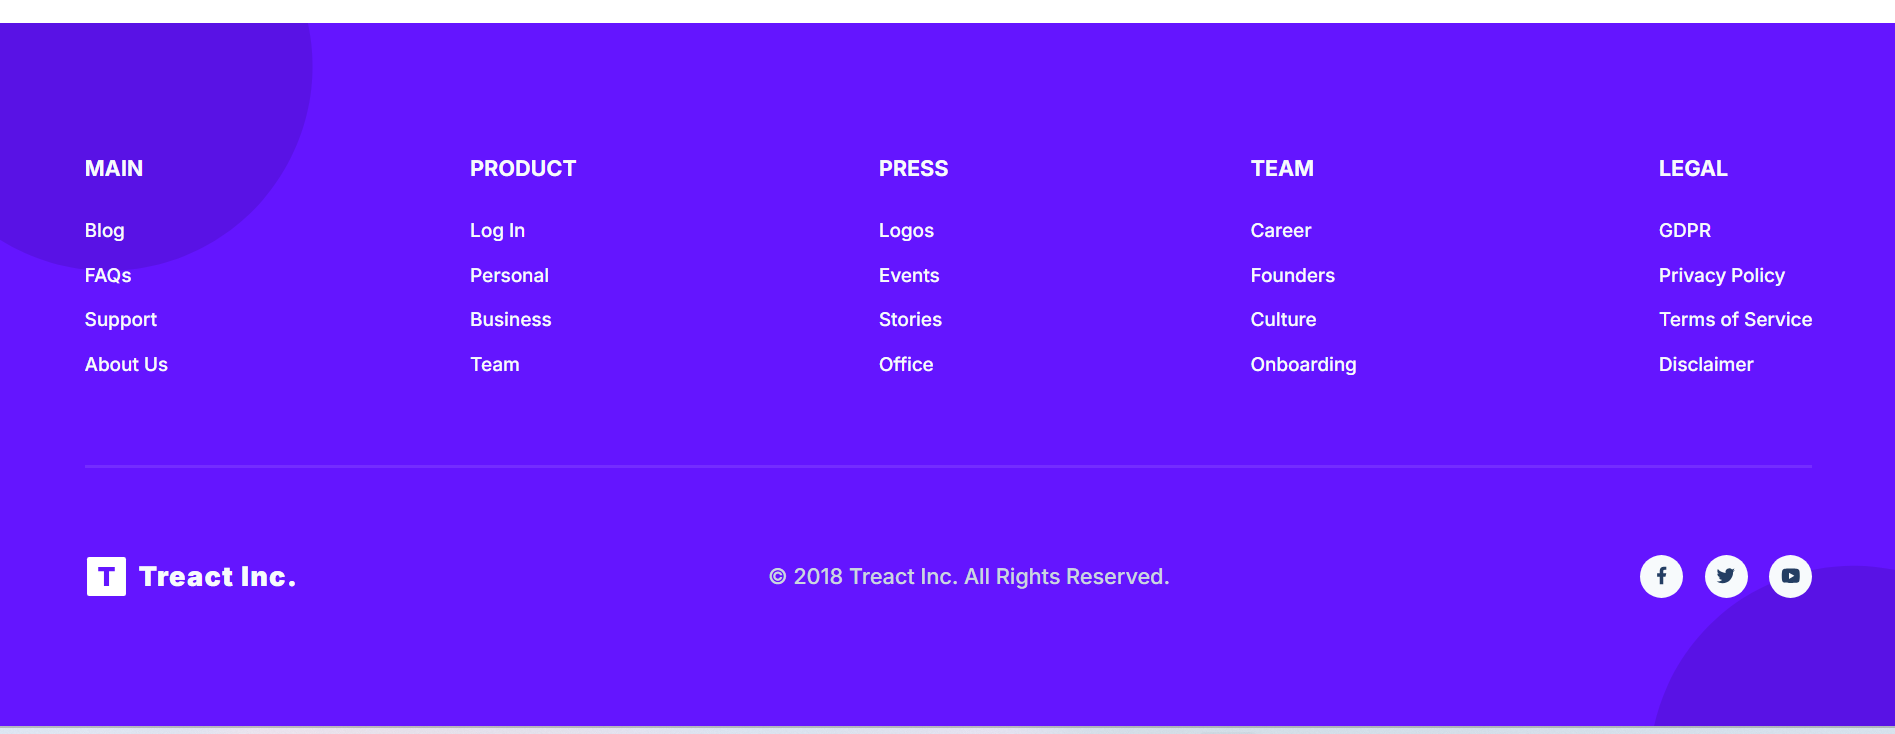 MAIN
Blog
FAQs
Support
About Us
PRODUCT
Log In
Personal
Business
Team
PRESS
Logos
Events
Stories
Office
TEAM
Career
Founders
Culture
Onboarding
LEGAL
GDPR
Privacy Policy
Terms of Service
Disclaimer
T Treact Inc.
© 2018 Treact Inc. All Rights Reserved.